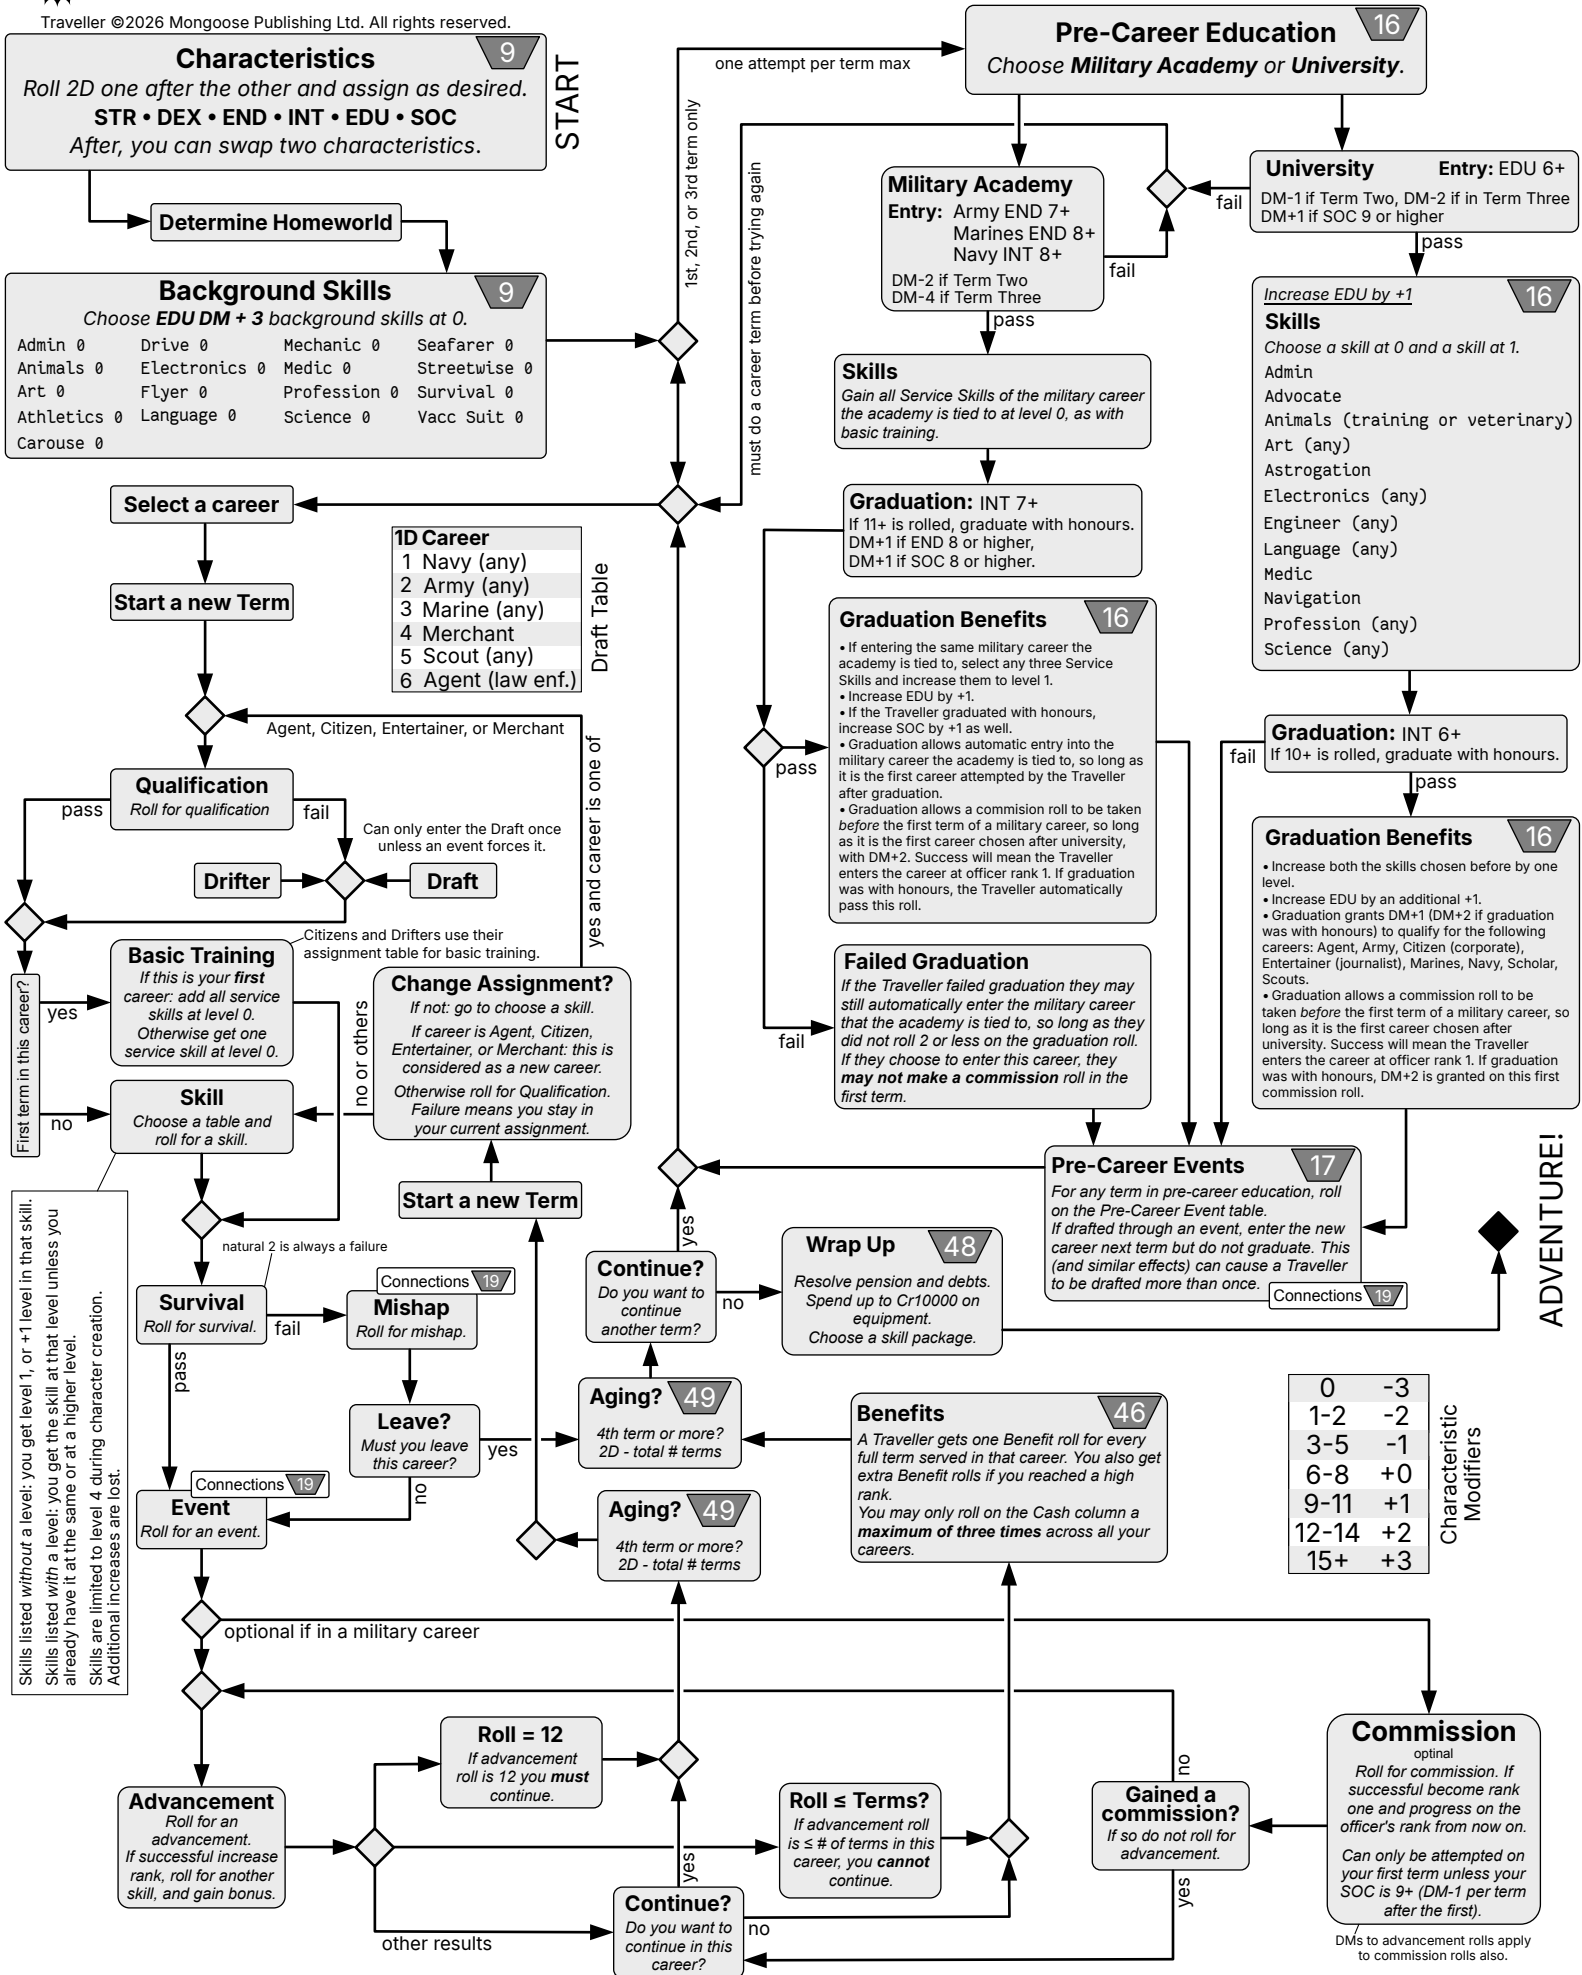 Traveller ©2026 Mongoose Publishing Ltd. All rights reserved.
Characteristics
9
Roll 2D one after the other and assign as desired.
STR • DEX • END • INT • EDU • SOC
After, you can swap two characteristics.
START
Determine Homeworld
Background Skills
9
Choose EDU DM + 3 background skills at 0.
Admin 0 Drive 0 Mechanic 0 Seafarer 0
Animals 0 Electronics 0 Medic 0 Streetwise 0
Art 0 Flyer 0 Profession 0 Survival 0
Athletics 0 Language 0 Science 0 Vacc Suit 0
Carouse 0
one attempt per term max
1st, 2nd, or 3rd term only
must do a career term before trying again
Pre-Career Education
16
Choose Military Academy or University.
Military Academy
Entry: Army END 7+
Marines END 8+
Navy INT 8+
DM-2 if Term Two
DM-4 if Term Three
fail
pass
University Entry: EDU 6+
DM-1 if Term Two, DM-2 if in Term Three
DM+1 if SOC 9 or higher
fail
pass
Skills
Gain all Service Skills of the military career
the academy is tied to at level 0, as with
basic training.
Graduation: INT 7+
If 11+ is rolled, graduate with honours.
DM+1 if END 8 or higher,
DM+1 if SOC 8 or higher.
pass
fail
Graduation Benefits
16
• If entering the same military career the
academy is tied to, select any three Service
Skills and increase them to level 1.
• Increase EDU by +1.
• If the Traveller graduated with honours,
increase SOC by +1 as well.
• Graduation allows automatic entry into the
military career the academy is tied to, so long as
it is the first career attempted by the Traveller
after graduation.
• Graduation allows a commision roll to be taken
before the first term of a military career, so long
as it is the first career chosen after university,
with DM+2. Success will mean the Traveller
enters the career at officer rank 1. If graduation
was with honours, the Traveller automatically
pass this roll.
Failed Graduation
If the Traveller failed graduation they may
still automatically enter the military career
that the academy is tied to, so long as they
did not roll 2 or less on the graduation roll.
If they choose to enter this career, they
may not make a commission roll in the
first term.
Increase EDU by +1
16
Skills
Choose a skill at 0 and a skill at 1.
Admin
Advocate
Animals (training or veterinary)
Art (any)
Astrogation
Electronics (any)
Engineer (any)
Language (any)
Medic
Navigation
Profession (any)
Science (any)
Graduation: INT 6+
If 10+ is rolled, graduate with honours.
fail
pass
Graduation Benefits
16
• Increase both the skills chosen before by one
level.
• Increase EDU by an additional +1.
• Graduation grants DM+1 (DM+2 if graduation
was with honours) to qualify for the following
careers: Agent, Army, Citizen (corporate),
Entertainer (journalist), Marines, Navy, Scholar,
Scouts.
• Graduation allows a commission roll to be
taken before the first term of a military career, so
long as it is the first career chosen after
university. Success will mean the Traveller
enters the career at officer rank 1. If graduation
was with honours, DM+2 is granted on this first
commission roll.
Pre-Career Events
17
For any term in pre-career education, roll
on the Pre-Career Event table.
If drafted through an event, enter the new
career next term but do not graduate. This
(and similar effects) can cause a Traveller
to be drafted more than once.
Connections 19
ADVENTURE!
Select a career
Start a new Term
1D Career
1 Navy (any)
2 Army (any)
3 Marine (any)
4 Merchant
5 Scout (any)
6 Agent (law enf.)
Draft Table
Agent, Citizen, Entertainer, or Merchant
yes and career is one of
Qualification
Roll for qualification
pass
fail
Can only enter the Draft once
unless an event forces it.
Drifter
Draft
First term in this career?
yes
no
Basic Training
If this is your first
career: add all service
skills at level 0.
Otherwise get one
service skill at level 0.
Citizens and Drifters use their
assignment table for basic training.
Change Assignment?
If not: go to choose a skill.
If career is Agent, Citizen,
Entertainer, or Merchant: this is
considered as a new career.
Otherwise roll for Qualification.
Failure means you stay in
your current assignment.
no or others
Skill
Choose a table and
roll for a skill.
Start a new Term
Skills listed without a level: you get level 1, or +1 level in that skill.
Skills listed with a level: you get the skill at that level unless you
already have it at the same or at a higher level.
Skills are limited to level 4 during character creation.
Additional increases are lost.
natural 2 is always a failure
Survival
Roll for survival.
fail
pass
Connections 19
Mishap
Roll for mishap.
Leave?
Must you leave
this career?
yes
no
Connections 19
Event
Roll for an event.
Continue?
Do you want to
continue
another term?
yes
no
Wrap Up
48
Resolve pension and debts.
Spend up to Cr10000 on
equipment.
Choose a skill package.
Aging? 49
4th term or more?
2D - total # terms
Aging? 49
4th term or more?
2D - total # terms
Benefits
46
A Traveller gets one Benefit roll for every
full term served in that career. You also get
extra Benefit rolls if you reached a high
rank.
You may only roll on the Cash column a
maximum of three times across all your
careers.
0 -3
1-2 -2
3-5 -1
6-8 +0
9-11 +1
12-14 +2
15+ +3
Characteristic
Modifiers
optional if in a military career
Advancement
Roll for an
advancement.
If successful increase
rank, roll for another
skill, and gain bonus.
Roll = 12
If advancement
roll is 12 you must
continue.
Roll ≤ Terms?
If advancement roll
is ≤ # of terms in this
career, you cannot
continue.
other results
Continue?
Do you want to
continue in this
career?
yes
no
Gained a
commission?
If so do not roll for
advancement.
no
yes
Commission
optinal
Roll for commission. If
successful become rank
one and progress on the
officer's rank from now on.
Can only be attempted on
your first term unless your
SOC is 9+ (DM-1 per term
after the first).
DMs to advancement rolls apply
to commission rolls also.